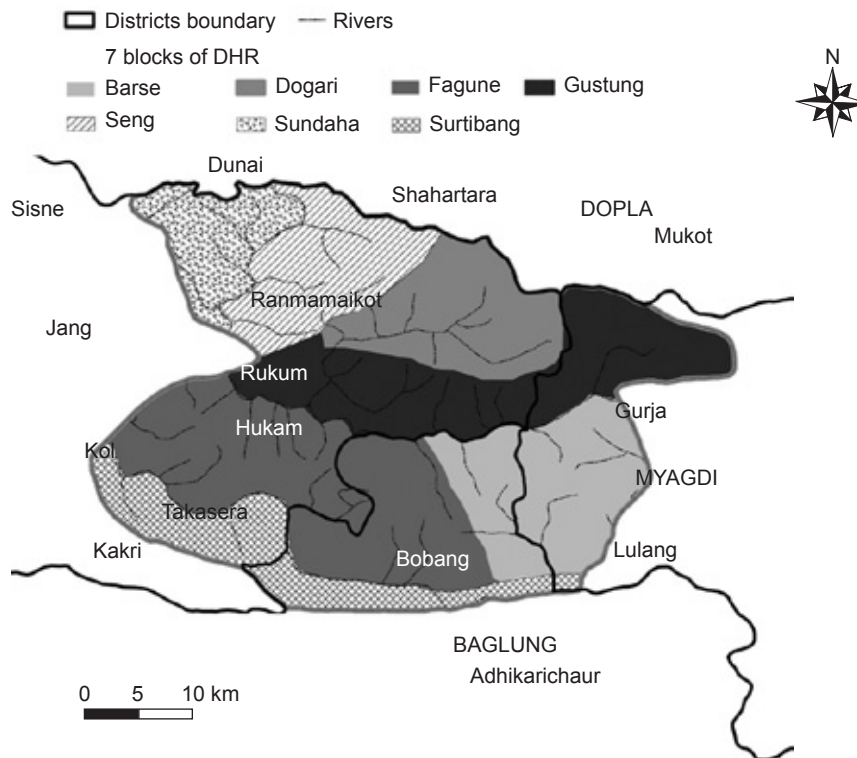 Districts boundary Rivers
7 blocks of DHR
Barse Dogari Fagune Gustung
Seng Sundaha Surtibang
N
Dunai
Shahartara
Sisne
DOPLA
Mukot
Ranmamaikot
Jang
Rukum
Gurja
Hukam
Kol
MYAGDI
Takasera
Kakri
Bobang
Lulang
BAGLUNG
Adhikarichaur
0 5 10 km